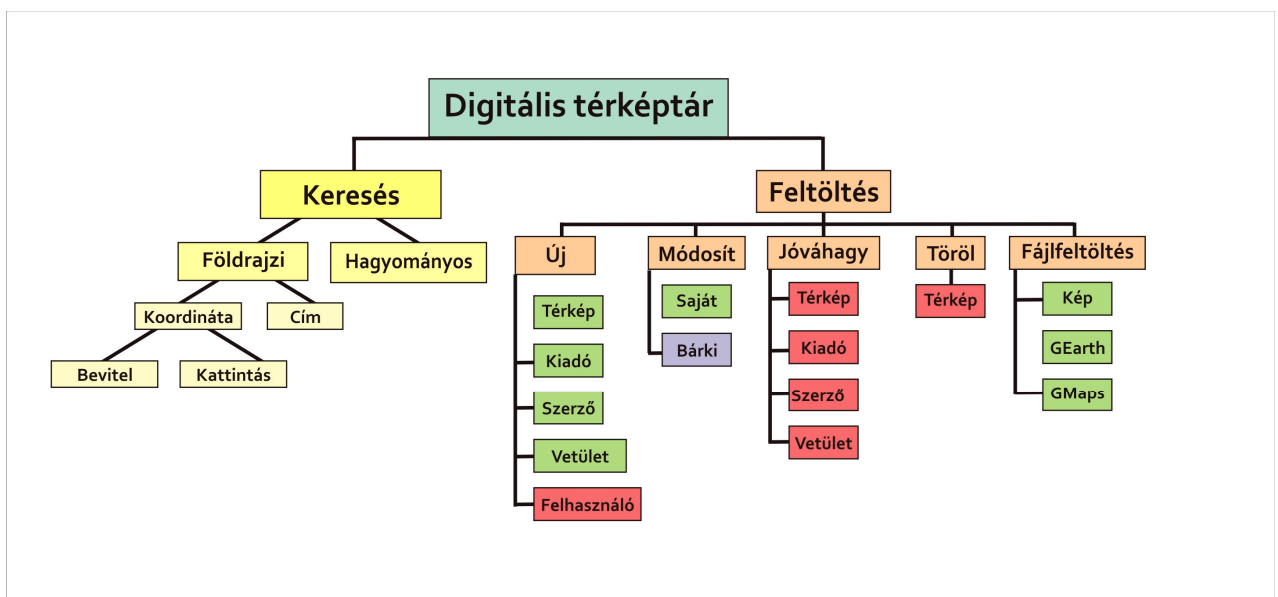 Digitális térképtár
Keresés
Feltöltés
Földrajzi
Hagyományos
Koordináta
Cím
Bevitel
Kattintás
Új
Térkép
Kiadó
Szerző
Vetület
Felhasználó
Módosít
Saját
Bárki
Jóváhagy
Térkép
Kiadó
Szerző
Vetület
Töröl
Térkép
Fájlfeltöltés
Kép
GEarth
GMaps